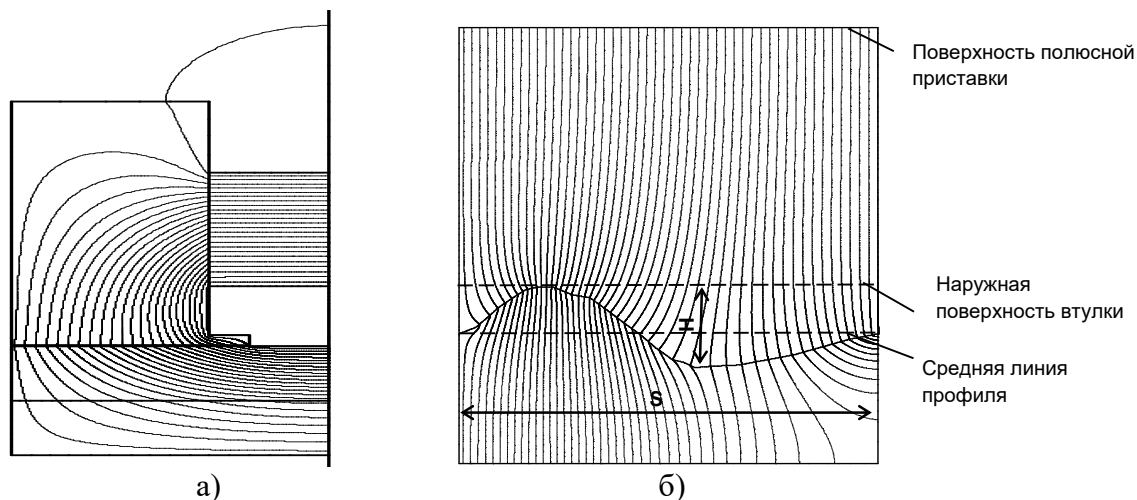 Поверхность полюсной
приставки
Наружная
поверхность втулки
H
Средняя линия
профиля
S
а)
б)